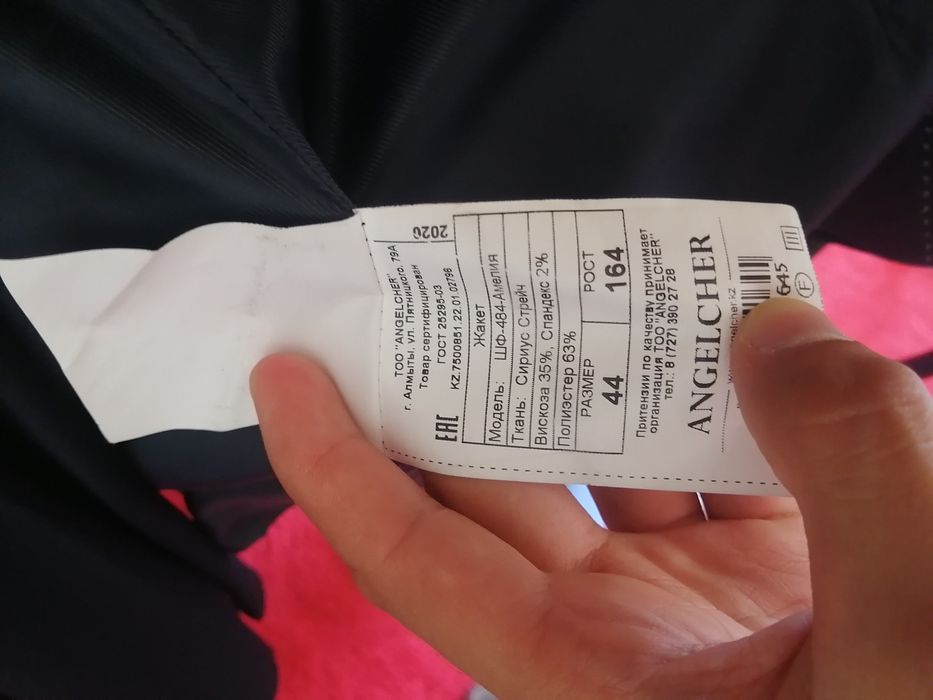 2020
ТОО "ANGELCHER"
г. Алмыты, ул. Пятницкого, 79А
Товар сертифицирован
ГОСТ 25295-03
KZ.7500851.22.01.02796
EAC
Жакет
Модель: ШФ-484-Амелия
Ткань: Сириус Стрейч
Вискоза 35%, Спандекс 2%
Полиэстер 63%
РАЗМЕР РОСТ
44 164
Притензии по качеству принимает
организация ТОО "ANGELCHER"
тел.: 8 (727) 390 27 28
ANGELCHER
645
F